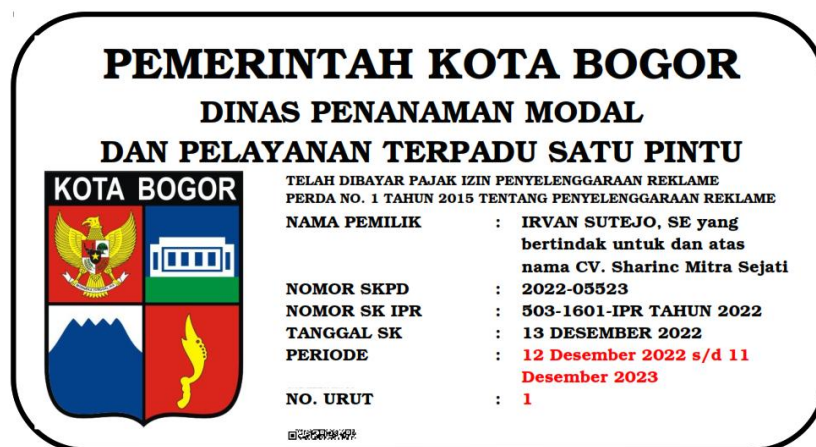 PEMERINTAH KOTA BOGOR
DINAS PENANAMAN MODAL
DAN PELAYANAN TERPADU SATU PINTU
KOTA BOGOR
TELAH DIBAYAR PAJAK IZIN PENYELENGGARAAN REKLAME
PERDA NO. 1 TAHUN 2015 TENTANG PENYELENGGARAAN REKLAME
NAMA PEMILIK : IRVAN SUTEJO, SE yang
bertindak untuk dan atas
nama CV. Sharinc Mitra Sejati
NOMOR SKPD : 2022-05523
NOMOR SK IPR : 503-1601-IPR TAHUN 2022
TANGGAL SK : 13 DESEMBER 2022
PERIODE : 12 Desember 2022 s/d 11
Desember 2023
NO. URUT : 1